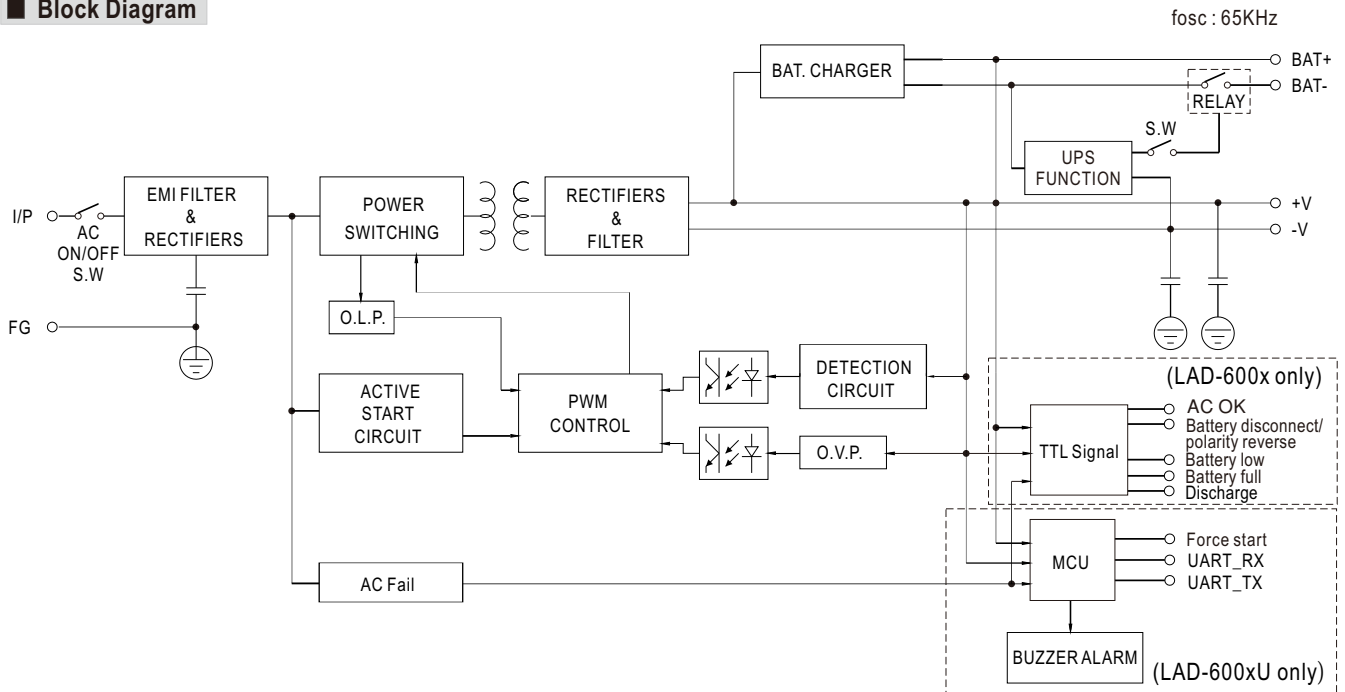 Block Diagram
fosc : 65KHz
BAT. CHARGER
BAT+
BAT-
RELAY
S.W
UPS
FUNCTION
I/P
AC
ON/OFF
S.W
EMI FILTER
&
RECTIFIERS
POWER
SWITCHING
RECTIFIERS
&
FILTER
+V
-V
FG
O.L.P.
ACTIVE
START
CIRCUIT
PWM
CONTROL
DETECTION
CIRCUIT
O.V.P.
(LAD-600x only)
TTL Signal
AC OK
Battery disconnect/
polarity reverse
Battery low
Battery full
Discharge
AC Fail
MCU
Force start
UART_RX
UART_TX
BUZZER ALARM
(LAD-600xU only)